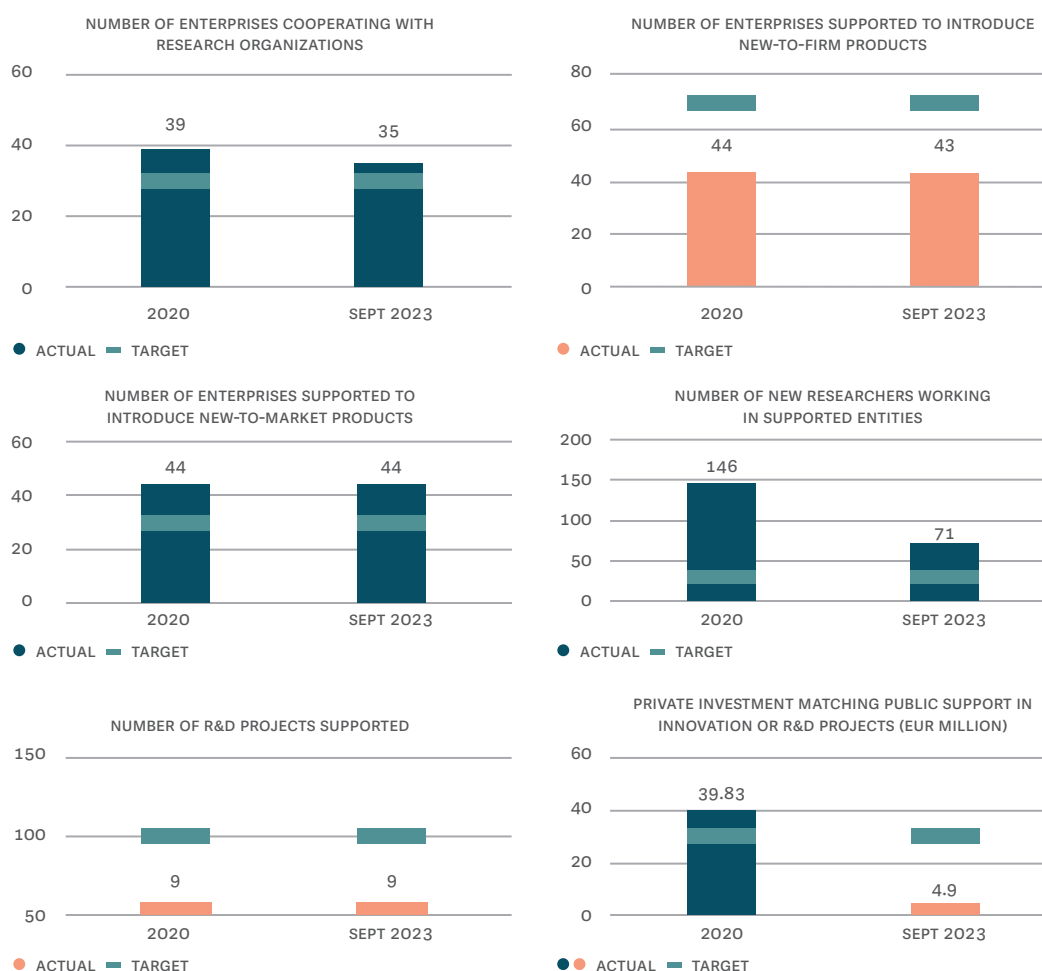 NUMBER OF ENTERPRISES COOPERATING WITH
RESEARCH ORGANIZATIONS
60
40
20
0
39
35
2020
SEPT 2023
ACTUAL
TARGET
NUMBER OF ENTERPRISES SUPPORTED TO INTRODUCE
NEW-TO-FIRM PRODUCTS
80
60
40
20
0
44
43
2020
SEPT 2023
ACTUAL
TARGET
NUMBER OF ENTERPRISES SUPPORTED TO
INTRODUCE NEW-TO-MARKET PRODUCTS
60
40
20
0
44
44
2020
SEPT 2023
ACTUAL
TARGET
NUMBER OF NEW RESEARCHERS WORKING
IN SUPPORTED ENTITIES
200
150
100
50
0
146
71
2020
SEPT 2023
ACTUAL
TARGET
NUMBER OF R&D PROJECTS SUPPORTED
150
100
50
9
9
2020
SEPT 2023
ACTUAL
TARGET
PRIVATE INVESTMENT MATCHING PUBLIC SUPPORT IN
INNOVATION OR R&D PROJECTS (EUR MILLION)
60
40
20
0
39.83
4.9
2020
SEPT 2023
ACTUAL
TARGET